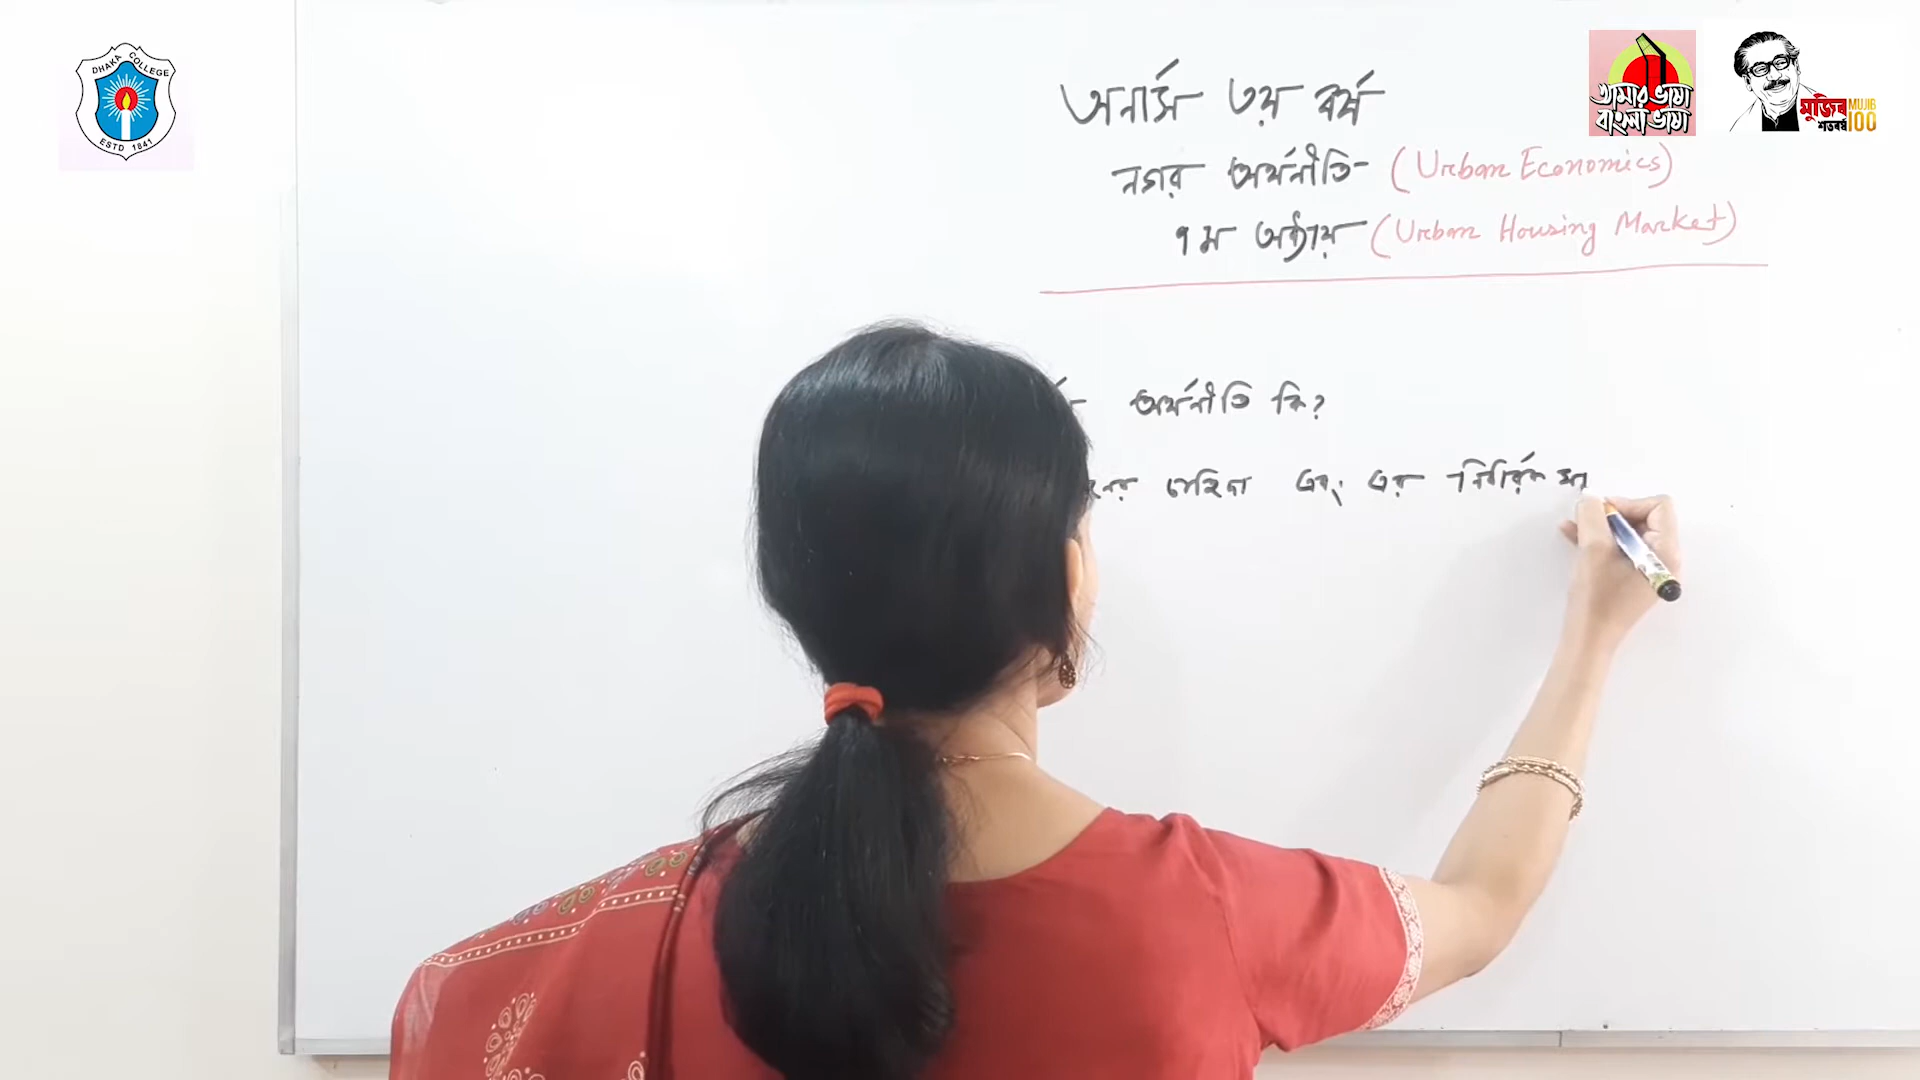 DHAKA COLLEGE
ESTD 1841
আমার ভাষা
বাংলা ভাষা
মুজিব
শতবর্ষ
MUJIB
100
অনার্স ৩য় বর্ষ
নগর অর্থনীতি (Urban Economics)
৭ম অধ্যায় (Urban Housing Market)
অর্থনীতি কি?
চাহিদা এবং এর নির্ধারক